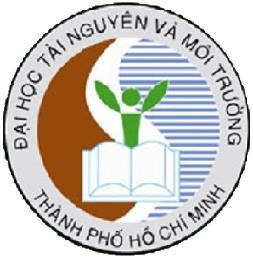 ĐẠI HỌC TÀI NGUYÊN VÀ MÔI TRƯỜNG
THÀNH PHỐ HỒ CHÍ MINH